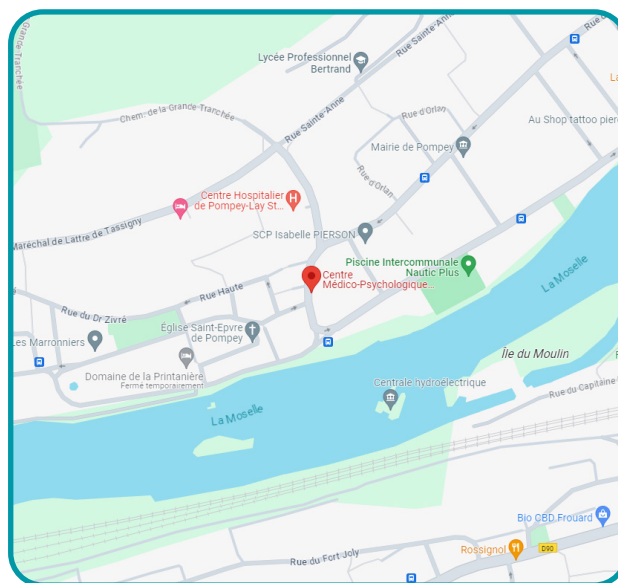 Grande
Tranchée
Lycée Professionnel
Bertrand
Rue Sainte-Anne
Chem. de la Grande Tranchée
Rue Sainte-Anne
Rue d'Orlan
Au Shop tattoo pierc
Mairie de Pompey
Rue d'Orlan
Centre Hospitalier
de Pompey-Lay St...
Maréchal de Lattre de Tassigny
SCP Isabelle PIERSON
Piscine Intercommunale
Nautic Plus
La Moselle
Centre
Médico-Psychologique...
Rue Haute
Rue du Dr Zivré
Les Marronniers
Église Saint-Epvre
de Pompey
Île du Moulin
Domaine de la Printanière
Fermé temporairement
Centrale hydroélectrique
Rue du Capitaine
La Moselle
Bio CBD Frouard
Rossignol
D90
Rue du Fort Joly